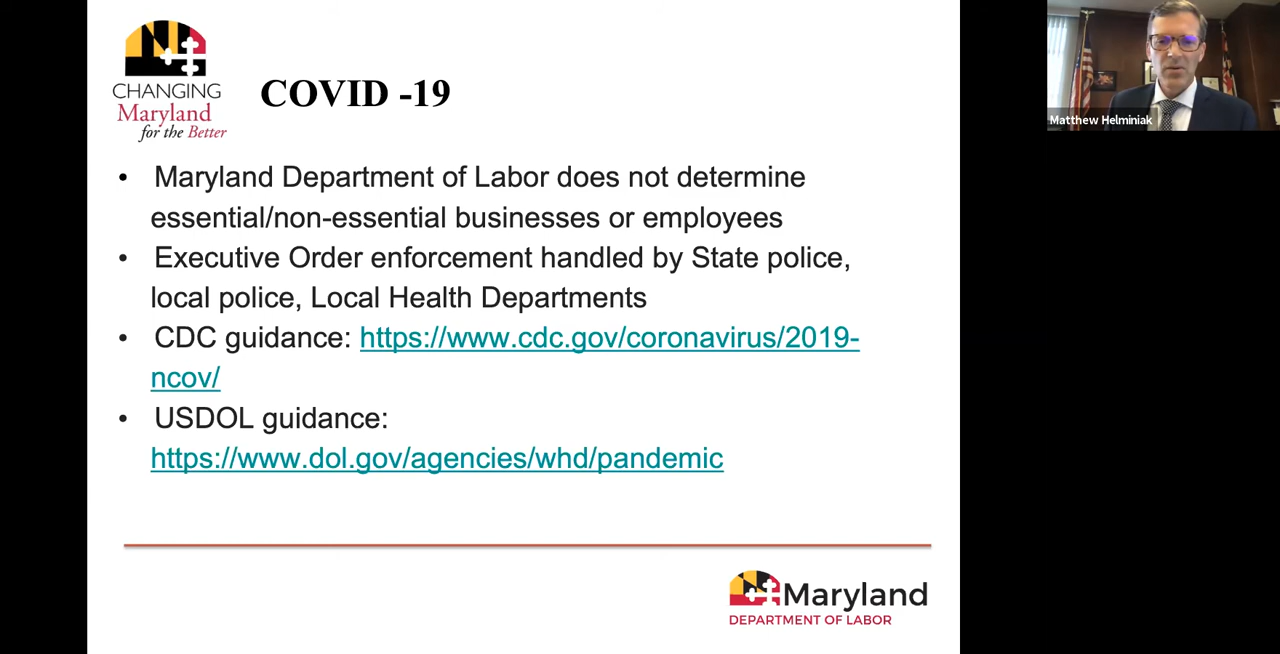 CHANGING
Maryland
for the Better
COVID -19
• Maryland Department of Labor does not determine
essential/non-essential businesses or employees
• Executive Order enforcement handled by State police,
local police, Local Health Departments
• CDC guidance: https://www.cdc.gov/coronavirus/2019-
ncov/
• USDOL guidance:
https://www.dol.gov/agencies/whd/pandemic
Maryland
DEPARTMENT OF LABOR
Matthew Helminiak